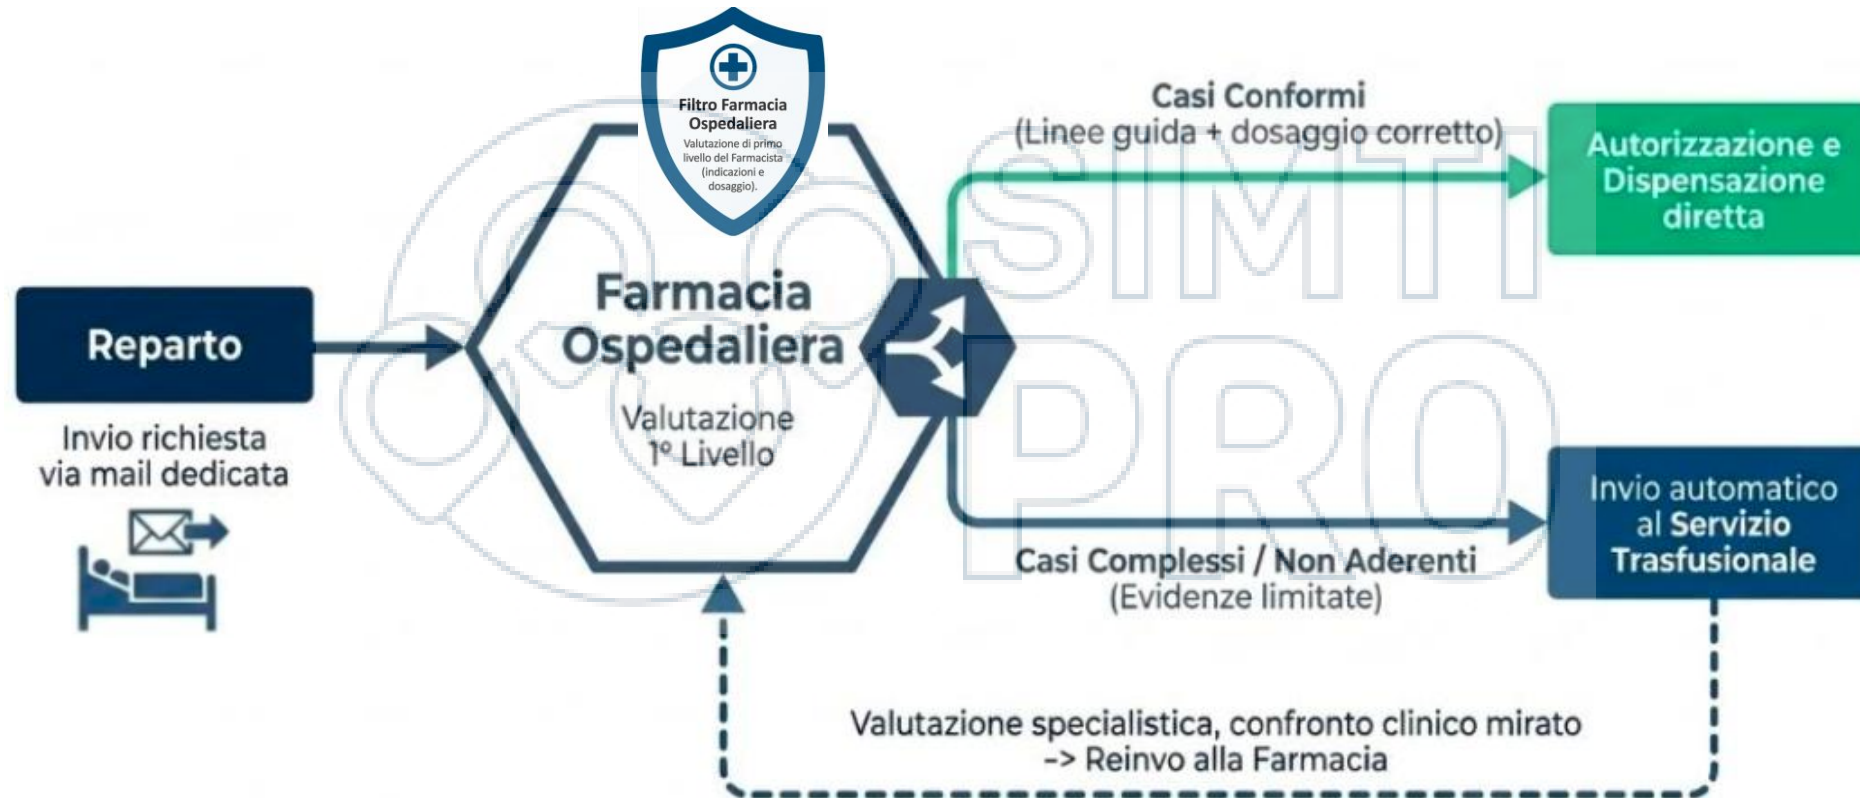 Filtro Farmacia
Ospedaliera
Valutazione di primo
livello del Farmacista
(indicazioni e
dosaggio).
Casi Conformi
(Linee guida + dosaggio corretto)
Autorizzazione e
Dispensazione
diretta
Reparto
Invio richiesta
via mail dedicata
Farmacia
Ospedaliera
Valutazione
1° Livello
Casi Complessi / Non Aderenti
(Evidenze limitate)
Invio automatico
al Servizio
Trasfusionale
Valutazione specialistica, confronto clinico mirato
-> Reinvo alla Farmacia
SIMTI
PRO